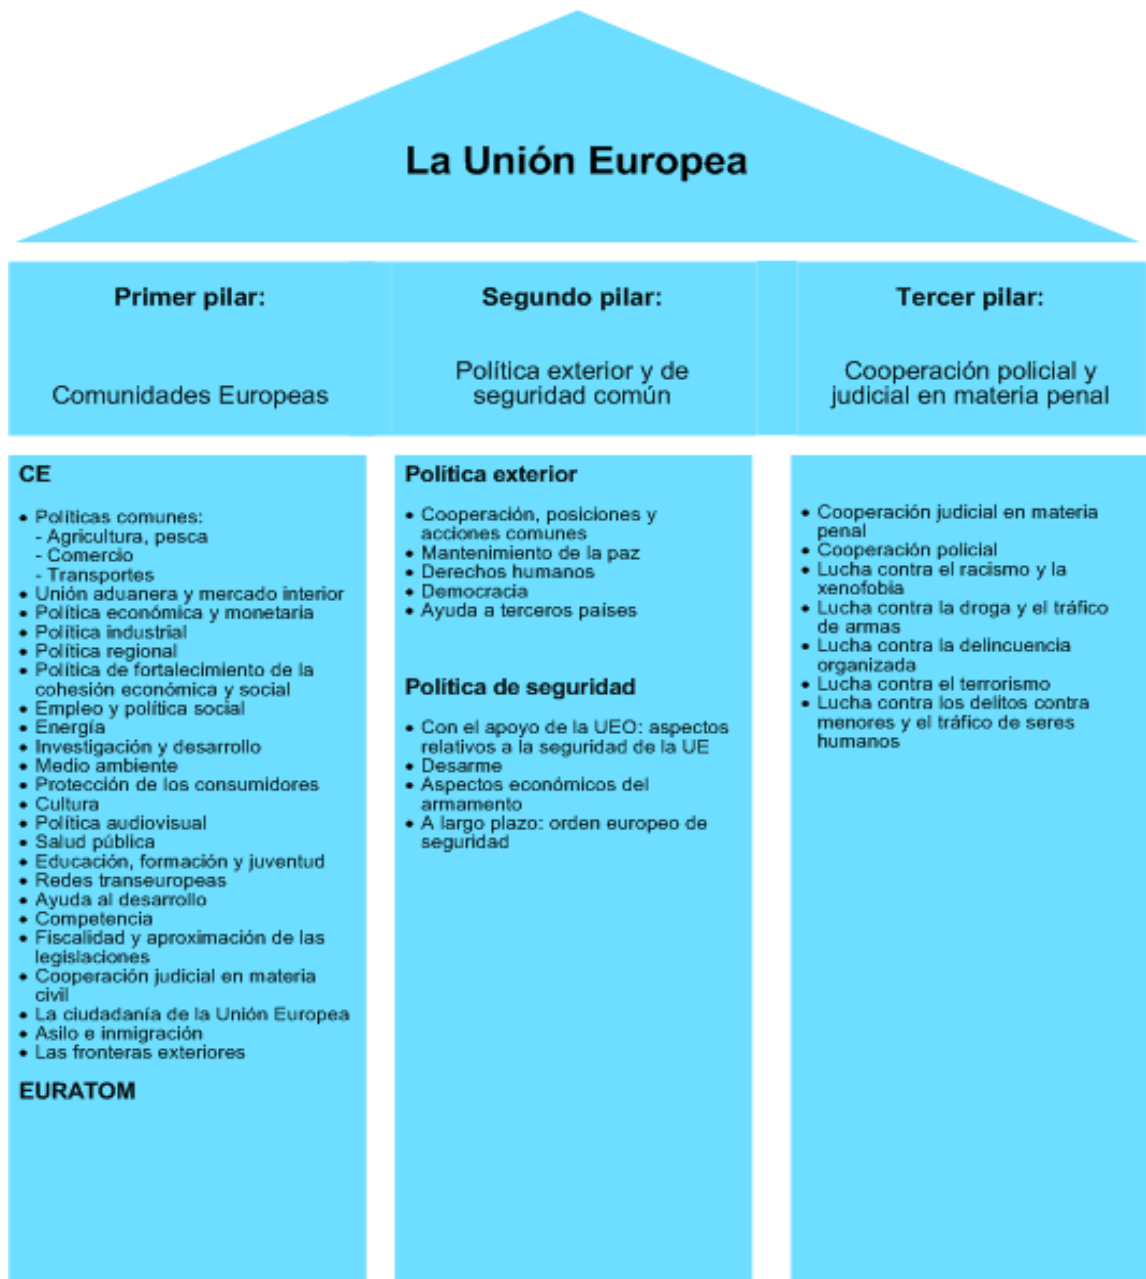 La Unión Europea
Primer pilar:
Comunidades Europeas
Segundo pilar:
Política exterior y de
seguridad común
Tercer pilar:
Cooperación policial y
judicial en materia penal
CE
• Políticas comunes:
- Agricultura, pesca
- Comercio
- Transportes
• Unión aduanera y mercado interior
• Política económica y monetaria
• Política industrial
• Política regional
• Política de fortalecimiento de la
cohesión económica y social
• Empleo y política social
• Energía
• Investigación y desarrollo
• Medio ambiente
• Protección de los consumidores
• Cultura
• Política audiovisual
• Salud pública
• Educación, formación y juventud
• Redes transeuropeas
• Ayuda al desarrollo
• Competencia
• Fiscalidad y aproximación de las
legislaciones
• Cooperación judicial en materia
civil
• La ciudadanía de la Unión Europea
• Asilo e inmigración
• Las fronteras exteriores
EURATOM
Política exterior
• Cooperación, posiciones y
acciones comunes
• Mantenimiento de la paz
• Derechos humanos
• Democracia
• Ayuda a terceros países
Política de seguridad
• Con el apoyo de la UEO: aspectos
relativos a la seguridad de la UE
• Desarme
• Aspectos económicos del
armamento
• A largo plazo: orden europeo de
seguridad
• Cooperación judicial en materia
penal
• Cooperación policial
• Lucha contra el racismo y la
xenofobia
• Lucha contra la droga y el tráfico
de armas
• Lucha contra la delincuencia
organizada
• Lucha contra el terrorismo
• Lucha contra los delitos contra
menores y el tráfico de seres
humanos